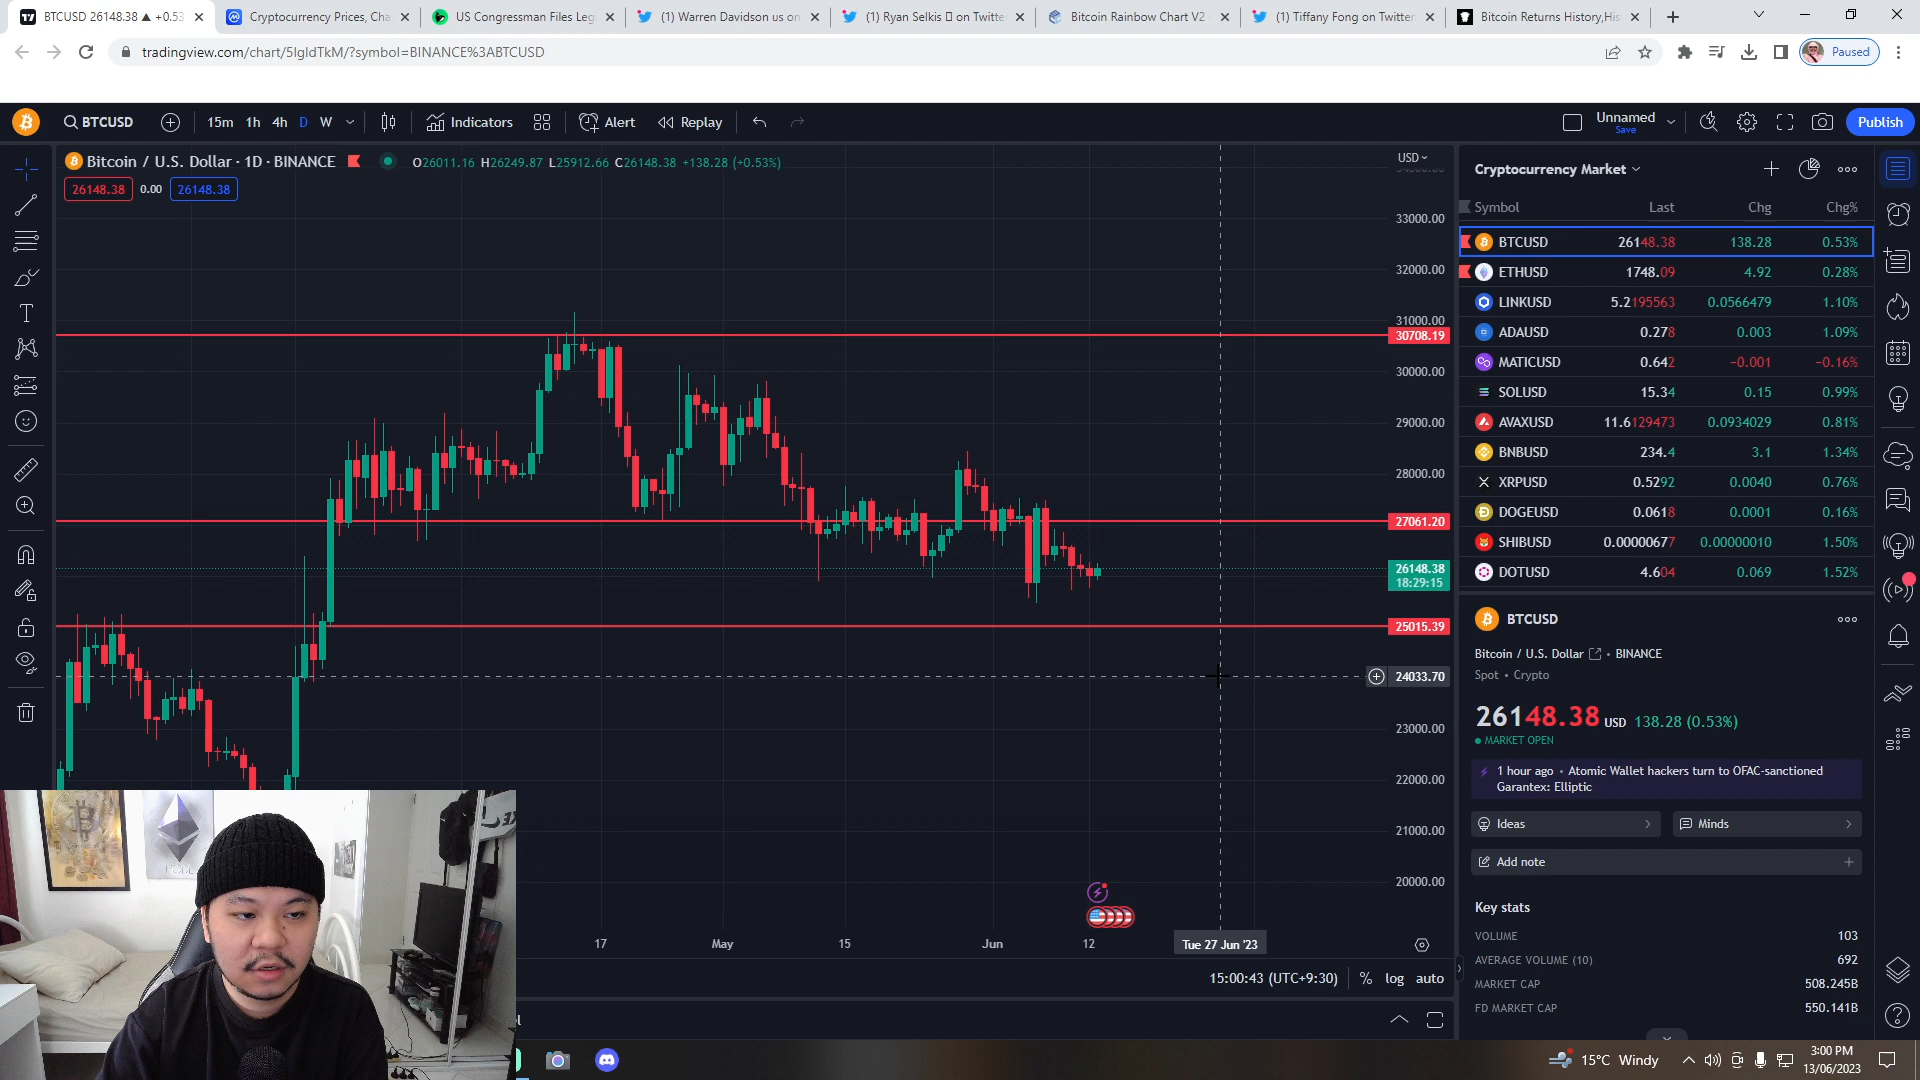 BTCUSD 26148.38 ▲ +0.53
Cryptocurrency Prices, Cha
US Congressman Files Leg
(1) Warren Davidson us on
(1) Ryan Selkis on Twitte
Bitcoin Rainbow Chart V2
(1) Tiffany Fong on Twitter
Bitcoin Returns History,His
tradingview.com/chart/5IgIdTkM/?symbol=BINANCE%3ABTCUSD
Paused
BTCUSD
15m 1h 4h D W
Indicators
Alert
Replay
Unnamed
Save
Publish
Bitcoin / U.S. Dollar · 1D · BINANCE
O26011.16 H26249.87 L25912.66 C26148.38 +138.28 (+0.53%)
26148.38 0.00 26148.38
USD
33000.00
32000.00
31000.00
30708.19
30000.00
29000.00
28000.00
27061.20
26148.38
18:29:15
25015.39
24033.70
23000.00
22000.00
21000.00
20000.00
17 May 15 Jun 12 Tue 27 Jun '23
15:00:43 (UTC+9:30) % log auto
Cryptocurrency Market
Symbol Last Chg Chg%
BTCUSD 26148.38 138.28 0.53%
ETHUSD 1748.09 4.92 0.28%
LINKUSD 5.2195563 0.0566479 1.10%
ADAUSD 0.278 0.003 1.09%
MATICUSD 0.642 −0.001 −0.16%
SOLUSD 15.34 0.15 0.99%
AVAXUSD 11.6129473 0.0934029 0.81%
BNBUSD 234.4 3.1 1.34%
XRPUSD 0.5292 0.0040 0.76%
DOGEUSD 0.0618 0.0001 0.16%
SHIBUSD 0.00000677 0.00000010 1.50%
DOTUSD 4.604 0.069 1.52%
BTCUSD
Bitcoin / U.S. Dollar • BINANCE
Spot • Crypto
26148.38 USD 138.28 (0.53%)
MARKET OPEN
1 hour ago • Atomic Wallet hackers turn to OFAC-sanctioned
Garantex: Elliptic
Ideas
Minds
Add note
Key stats
VOLUME 103
AVERAGE VOLUME (10) 692
MARKET CAP 508.245B
FD MARKET CAP 550.141B
15°C Windy
3:00 PM
13/06/2023